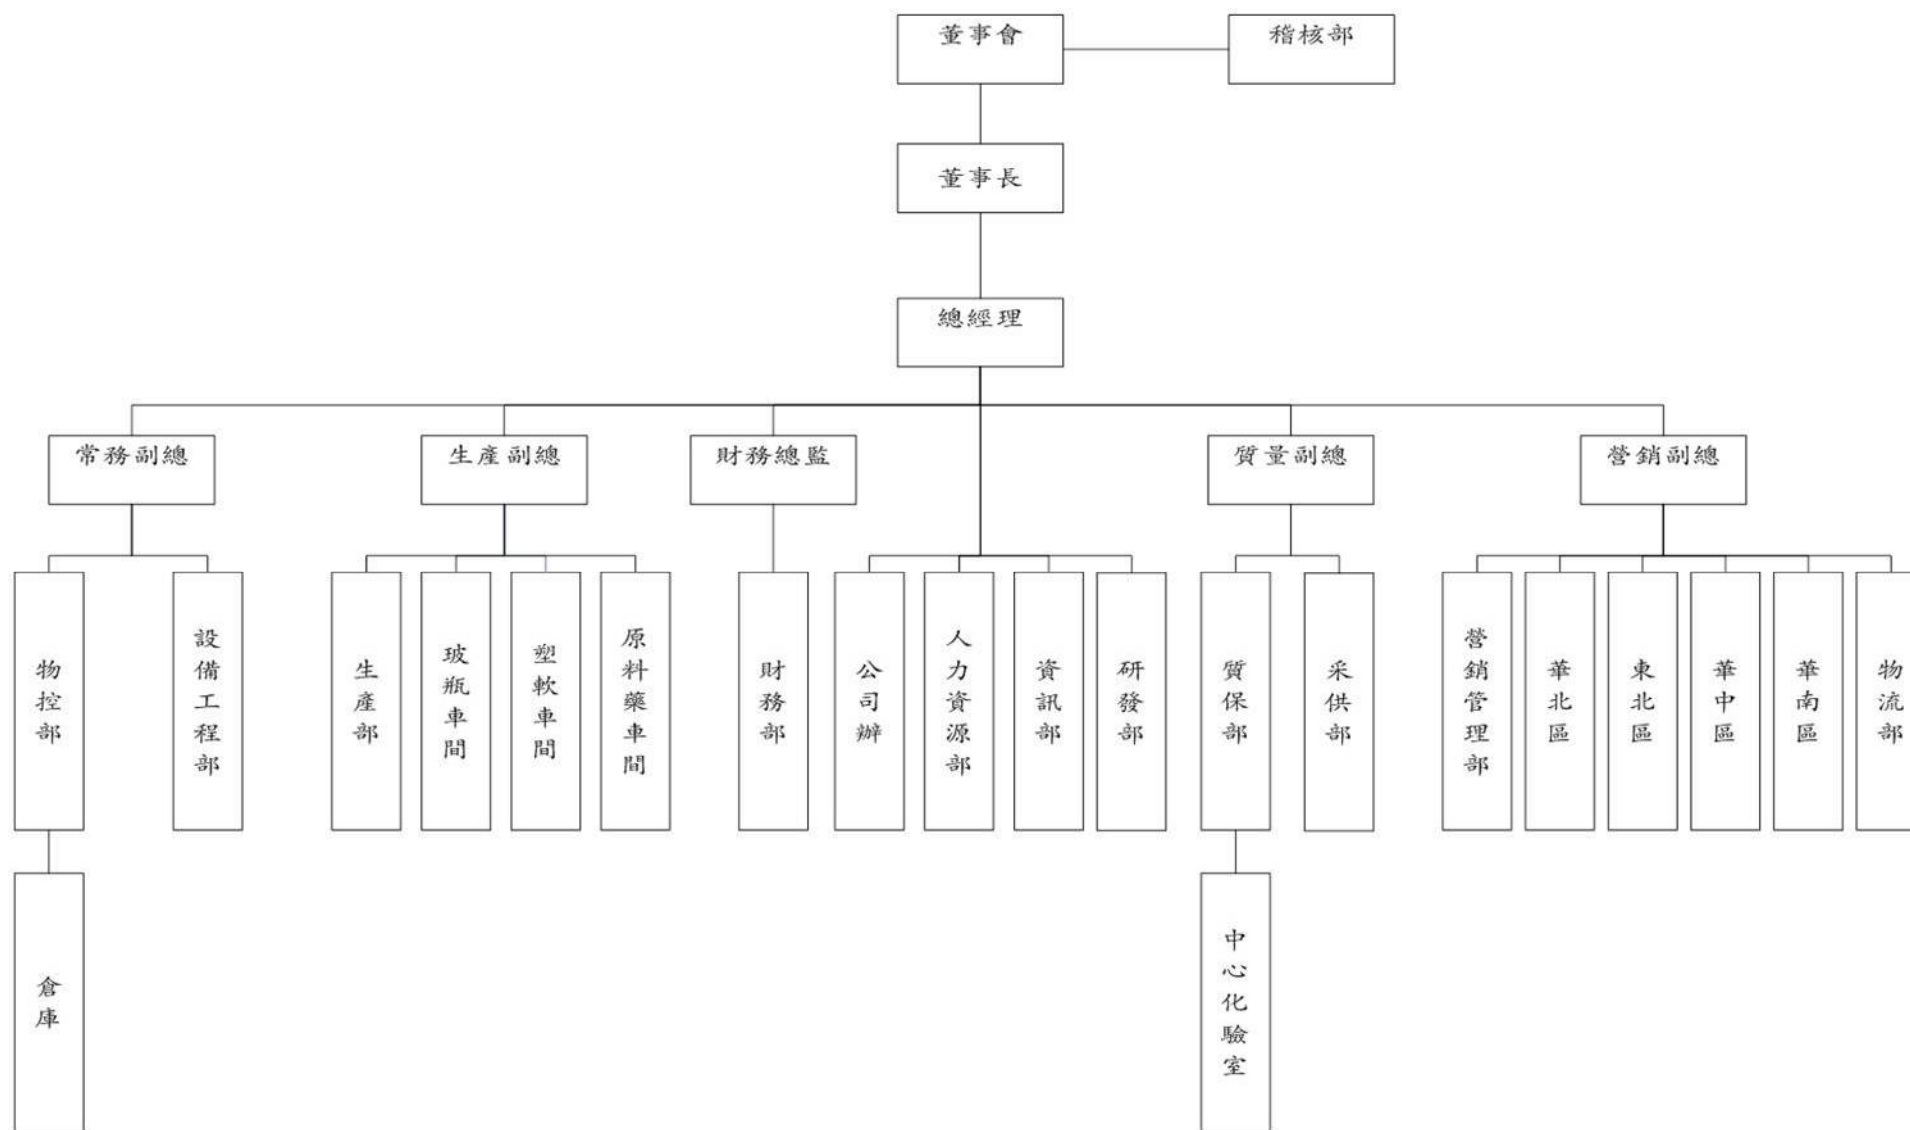 董事會
稽核部
董事長
總經理
常務副總
生產副總
財務總監
質量副總
營銷副總
物控部
設備工程部
生產部
玻瓶車間
塑軟車間
原料藥車間
財務部
公司辦
人力資源部
資訊部
研發部
質保部
采供部
營銷管理部
華北區
東北區
華中區
華南區
物流部
倉庫
中心化驗室